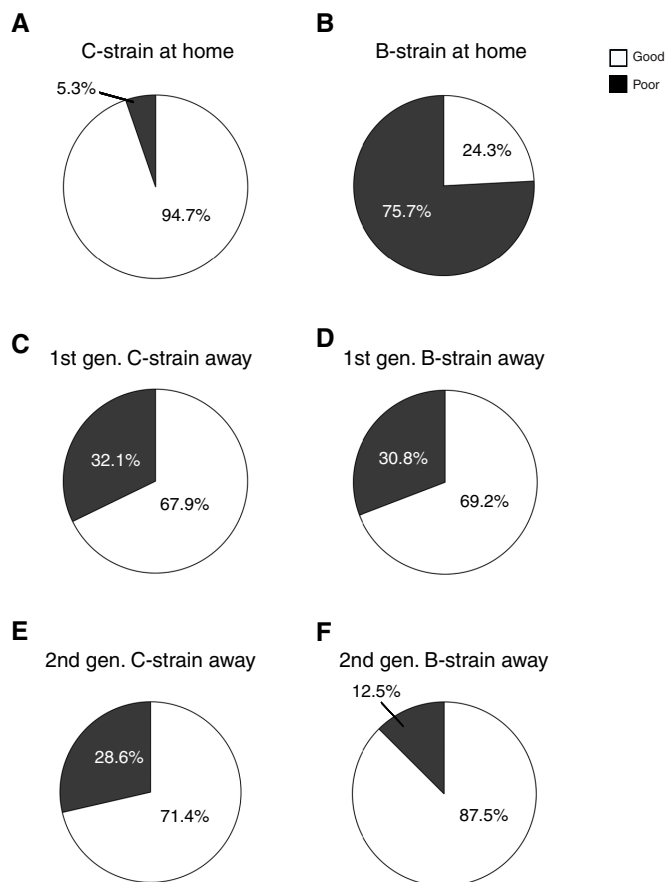 A
C-strain at home
5.3%
94.7%
B
B-strain at home
24.3%
75.7%
Good
Poor
C
1st gen. C-strain away
32.1%
67.9%
D
1st gen. B-strain away
30.8%
69.2%
E
2nd gen. C-strain away
28.6%
71.4%
F
2nd gen. B-strain away
12.5%
87.5%